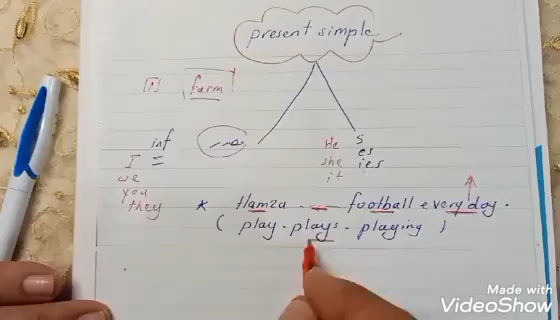 present simple
[1] farm
inf
I
we
you
they
He
she
it
s
es
ies
* Hamza ... football every day.
( play - plays - playing )
Made with
VideoShow